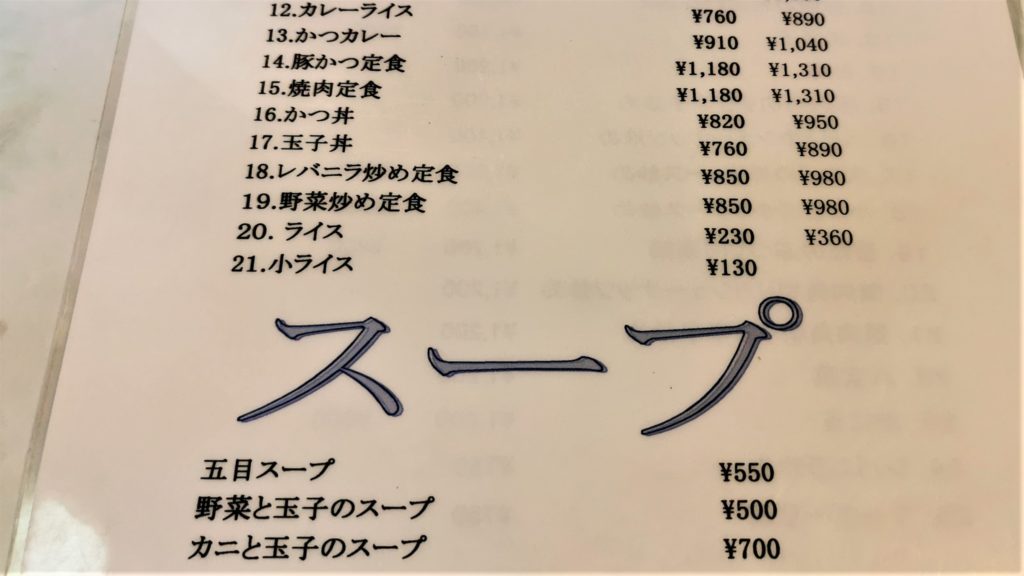 12.カレーライス ¥760 ¥890
13.かつカレー ¥910 ¥1,040
14.豚かつ定食 ¥1,180 ¥1,310
15.焼肉定食 ¥1,180 ¥1,310
16.かつ丼 ¥820 ¥950
17.玉子丼 ¥760 ¥890
18.レバニラ炒め定食 ¥850 ¥980
19.野菜炒め定食 ¥850 ¥980
20. ライス ¥230 ¥360
21.小ライス ¥130
スープ
五目スープ ¥550
野菜と玉子のスープ ¥500
カニと玉子のスープ ¥700